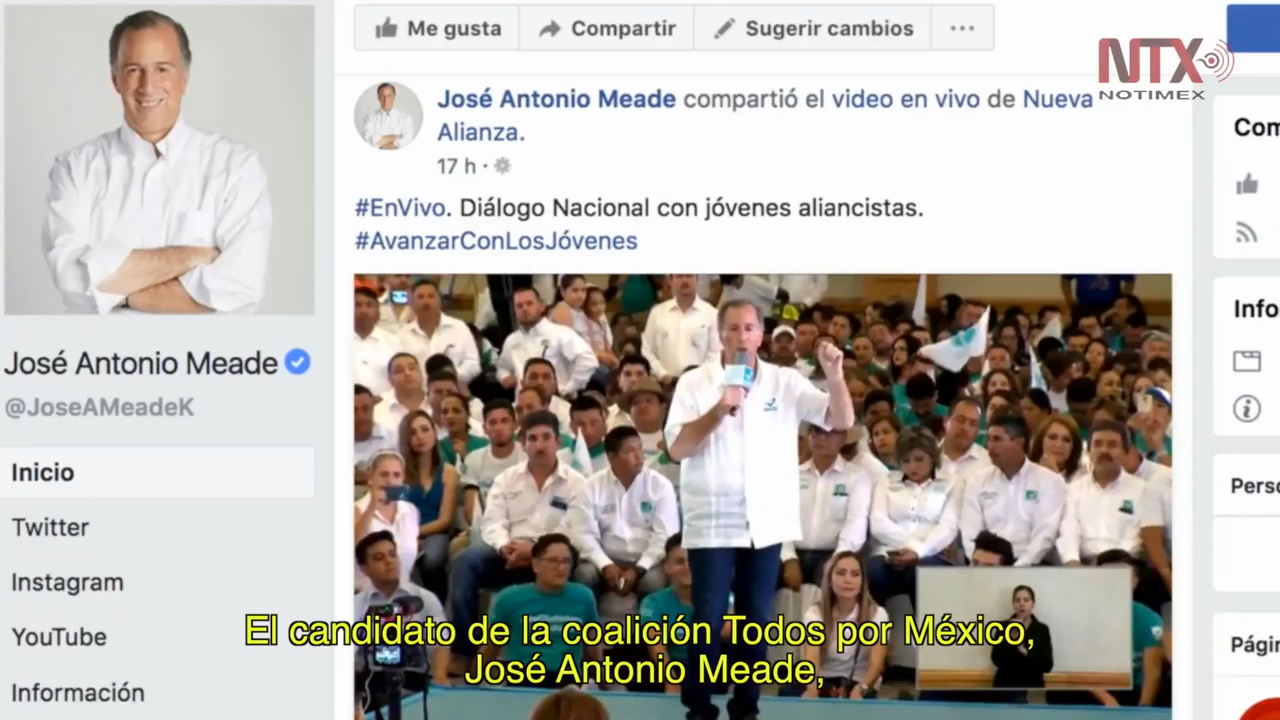 Me gusta
Compartir
Sugerir cambios
NTX
NOTIMEX
José Antonio Meade compartió el video en vivo de Nueva
Alianza.
17 h ·
#EnVivo. Diálogo Nacional con jóvenes aliancistas.
#AvanzarConLosJóvenes
José Antonio Meade
@JoseAMeadeK
Inicio
Twitter
Instagram
YouTube
Información
Com
Info
Perso
Págin
El candidato de la coalición Todos por México,
José Antonio Meade,